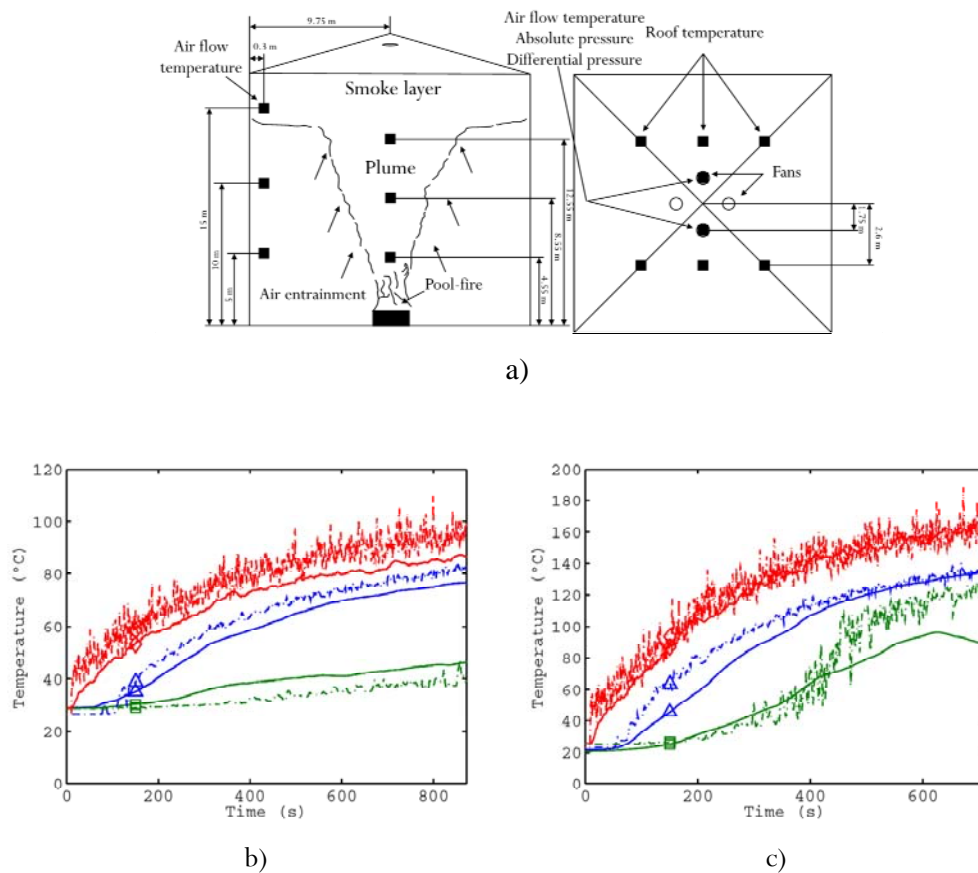 9.75 m
0.3 m
Air flow
temperature
Smoke layer
Plume
Air entrainment
Pool-fire
15 m
10 m
5 m
12.55 m
8.55 m
4.55 m
Air flow temperature
Absolute pressure
Differential pressure
Roof temperature
Fans
1.75 m
2.6 m
a)
120
100
80
60
40
20
0
Temperature (°C)
0
200
400
600
800
Time (s)
b)
200
180
160
140
120
100
80
60
40
20
0
Temperature (°C)
0
200
400
600
Time (s)
c)